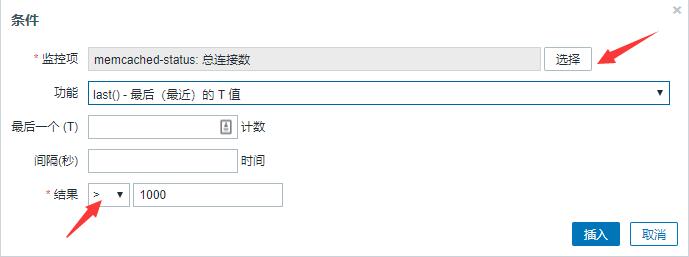 条件
* 监控项 memcached-status: 总连接数 选择
功能 last() - 最后（最近）的 T 值
最后一个 (T) 计数
间隔(秒) 时间
* 结果 > 1000
插入 取消